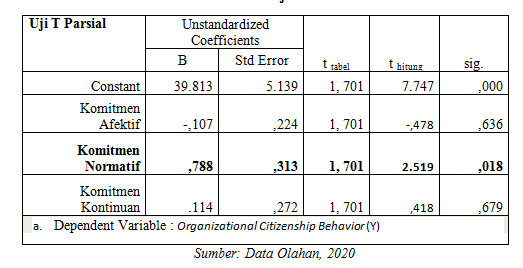 Uji T Parsial Unstandardized
Coefficients
B Std Error t tabel t hitung sig.
Constant 39.813 5.139 1, 701 7.747 ,000
Komitmen
Afektif -,107 ,224 1, 701 -,478 ,636
Komitmen
Normatif ,788 ,313 1, 701 2.519 ,018
Komitmen
Kontinuan .114 ,272 1, 701 ,418 ,679
a. Dependent Variable : Organizational Citizenship Behavior(Y)
Sumber: Data Olahan, 2020